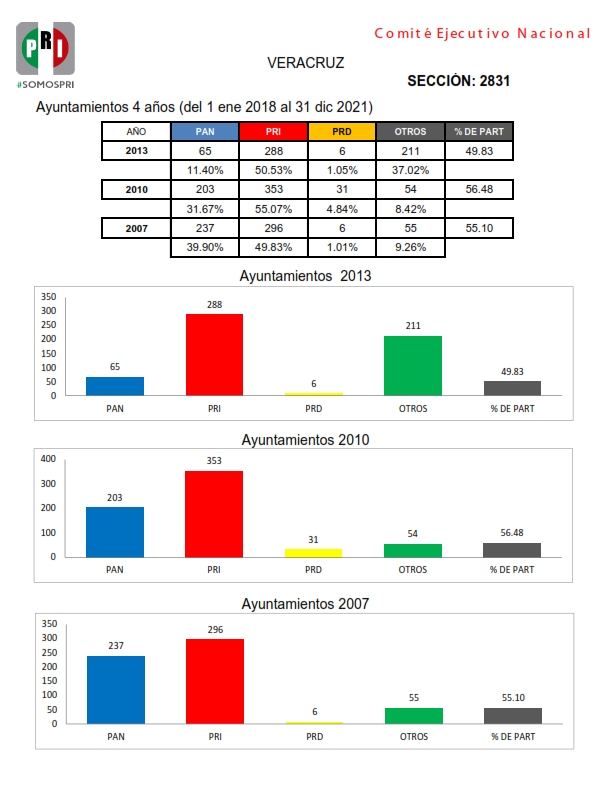 Comité Ejecutivo Nacional
PRI
#SOMOSPRI
VERACRUZ
SECCIÓN: 2831
Ayuntamientos 4 años (del 1 ene 2018 al 31 dic 2021)
AÑO PAN PRI PRD OTROS % DE PART
2013 65 288 6 211 49.83
11.40% 50.53% 1.05% 37.02%
2010 203 353 31 54 56.48
31.67% 55.07% 4.84% 8.42%
2007 237 296 6 55 55.10
39.90% 49.83% 1.01% 9.26%
Ayuntamientos 2013
350
300
250
200
150
100
50
0
65 288 6 211 49.83
PAN PRI PRD OTROS % DE PART
Ayuntamientos 2010
400
300
200
100
0
203 353 31 54 56.48
PAN PRI PRD OTROS % DE PART
Ayuntamientos 2007
350
300
250
200
150
100
50
0
237 296 6 55 55.10
PAN PRI PRD OTROS % DE PART